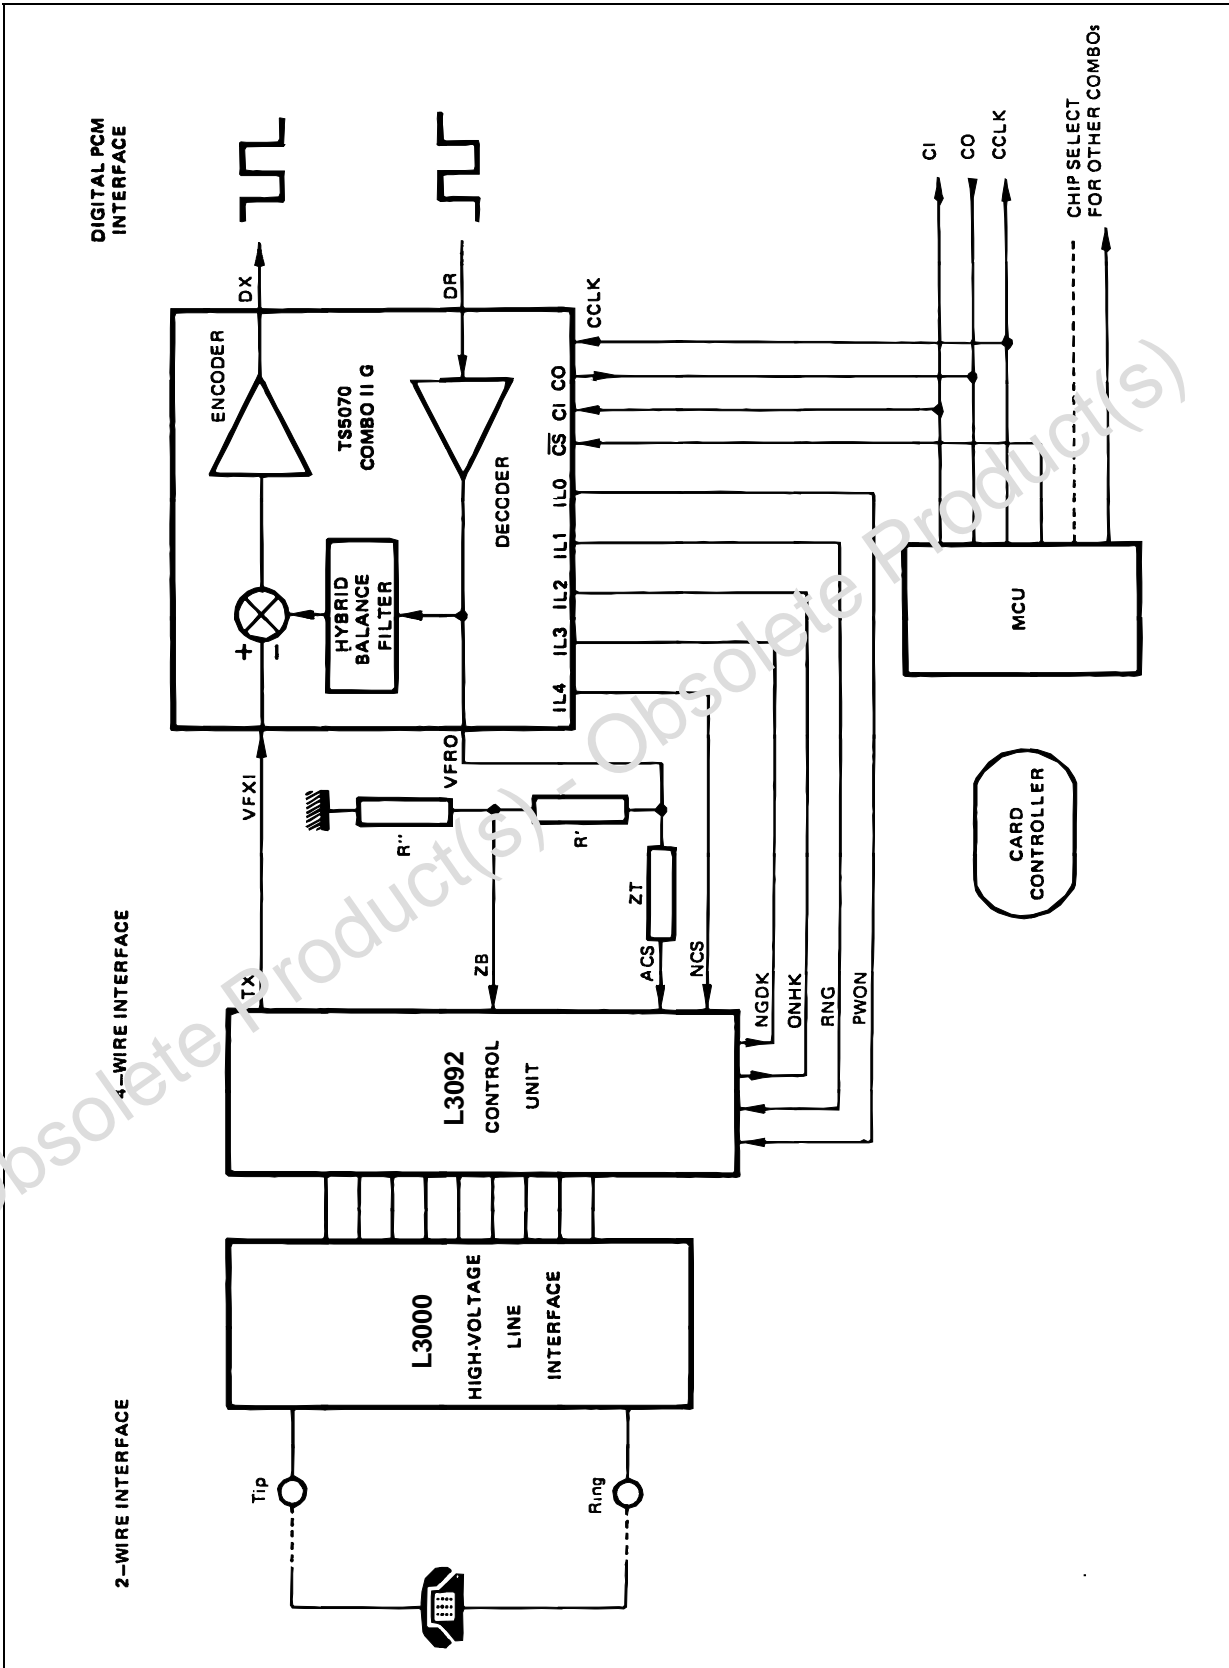 2–WIRE INTERFACE
4–WIRE INTERFACE
DIGITAL PCM
INTERFACE
Tip
Ring
L3000
HIGH-VOLTAGE
LINE
INTERFACE
L3092
CONTROL
UNIT
TX
ZB
ACS
NCS
NGDK
ONHK
RNG
PWON
VFXI
R''
R'
ZT
VFRO
+
-
HYBRID
BALANCE
FILTER
ENCODER
TS5070
COMBO II G
DECODER
DX
DR
IL4
IL3
IL2
IL1
IL0
CS
CI
CO
CCLK
CARD
CONTROLLER
MCU
CI
CO
CCLK
CHIP SELECT
FOR OTHER COMBOs
Obsolete Product(s) - Obsolete Product(s)